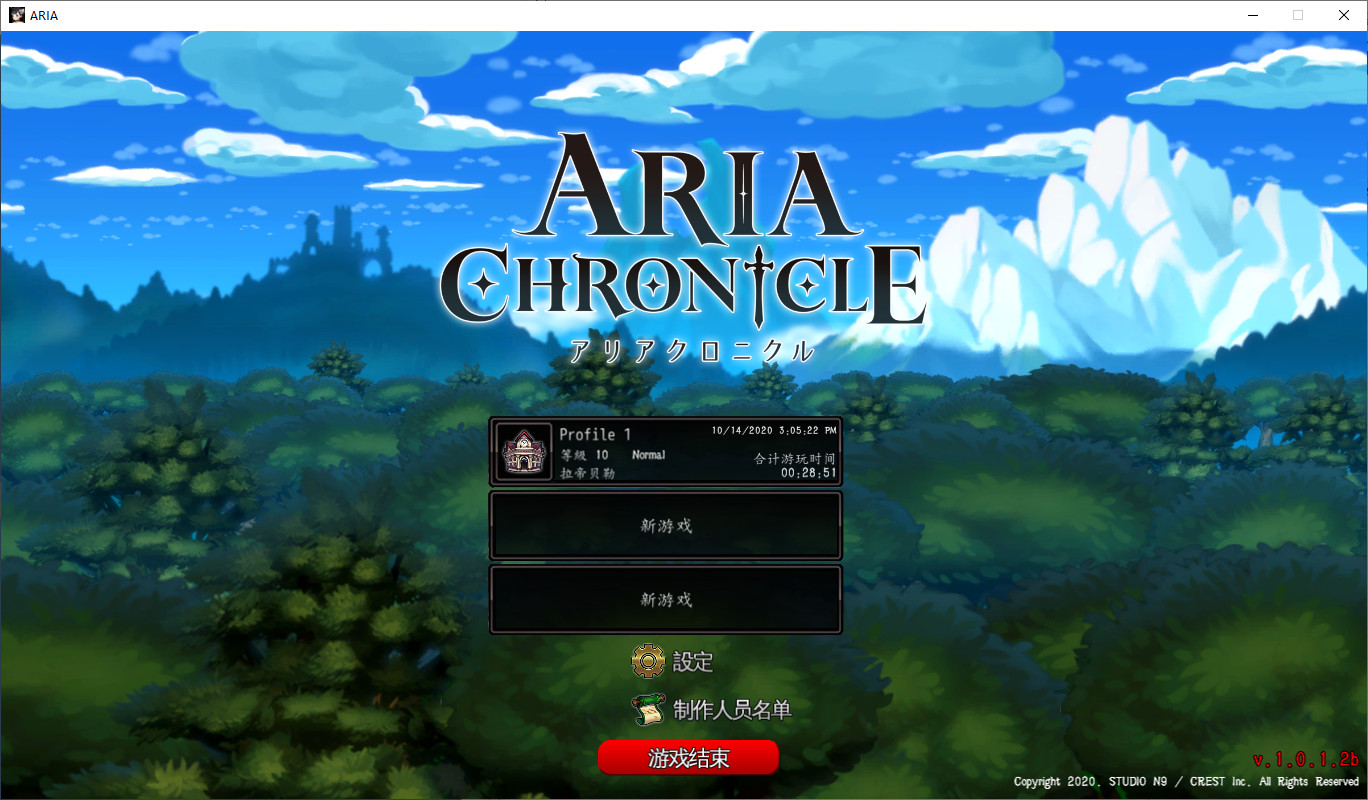 ARIA
ARIA
CHRONICLE
アリアクロニクル
Profile 1
10/14/2020 3:05:22 PM
等級 10 Normal
合计游玩时间
拉帝贝勒
00:28:51
新游戏
新游戏
設定
制作人员名单
游戏结束
v.1.0.1.2b
Copyright 2020. STUDIO N9 / CREST Inc. All Rights Reserved